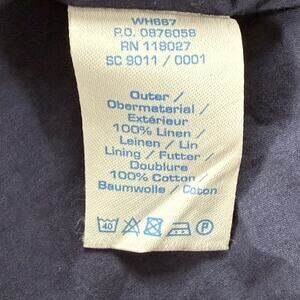 WH667
P.O. 0876058
RN 118027
SC 9011 / 0001
Outer /
Obermaterial /
Extérieur
100% Linen /
Leinen / Lin
Lining / Futter /
Doublure
100% Cotton /
Baumwolle / Coton
40
P